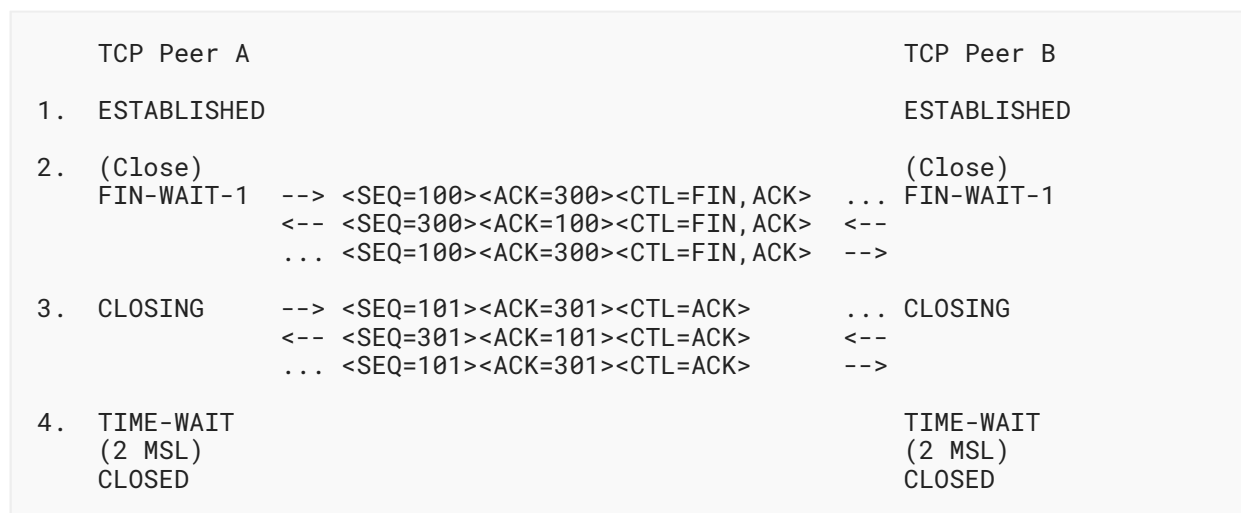 TCP Peer A                                           TCP Peer B
1.  ESTABLISHED                                          ESTABLISHED
2.  (Close)                                              (Close)
    FIN-WAIT-1  --> <SEQ=100><ACK=300><CTL=FIN,ACK>  ... FIN-WAIT-1
                <-- <SEQ=300><ACK=100><CTL=FIN,ACK>  <--
                ... <SEQ=100><ACK=300><CTL=FIN,ACK>  -->
3.  CLOSING     --> <SEQ=101><ACK=301><CTL=ACK>      ... CLOSING
                <-- <SEQ=301><ACK=101><CTL=ACK>      <--
                ... <SEQ=101><ACK=301><CTL=ACK>      -->
4.  TIME-WAIT                                            TIME-WAIT
    (2 MSL)                                              (2 MSL)
    CLOSED                                               CLOSED